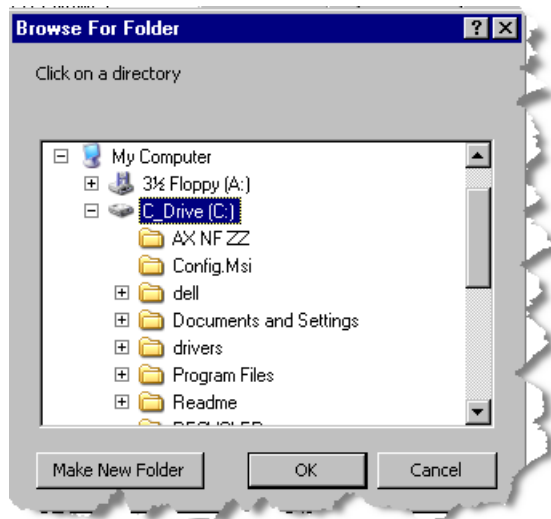 Browse For Folder
Click on a directory
My Computer
3½ Floppy (A:)
C_Drive (C:)
AX NF ZZ
Config.Msi
dell
Documents and Settings
drivers
Program Files
Readme
Make New Folder OK Cancel